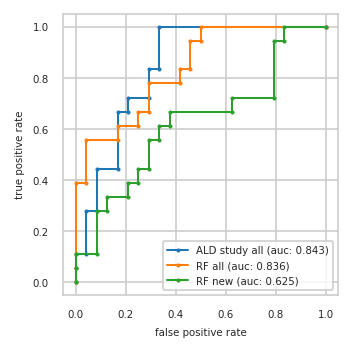 1.0
0.8
0.6
0.4
0.2
0.0
true positive rate
ALD study all (auc: 0.843)
RF all (auc: 0.836)
RF new (auc: 0.625)
0.0 0.2 0.4 0.6 0.8 1.0
false positive rate